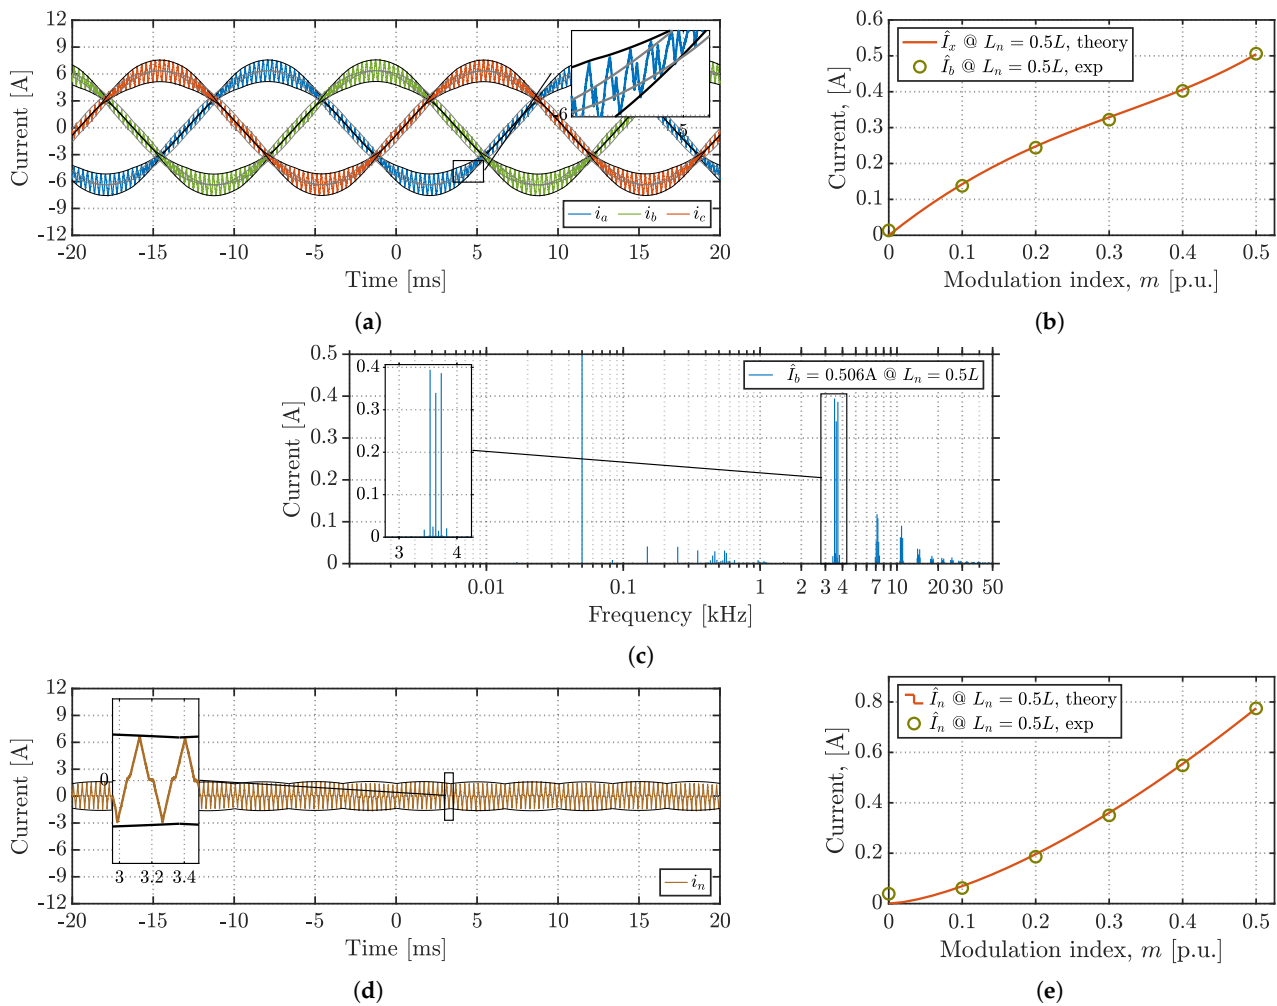 12
9
6
3
0
-3
-6
-9
-12
Current [A]
-6
5
i_a i_b i_c
-20 -15 -10 -5 0 5 10 15 20
Time [ms]
(a)
0.6
0.5
0.4
0.3
0.2
0.1
0
Current, [A]
Î_x @ L_n = 0.5L, theory
Î_b @ L_n = 0.5L, exp
0 0.1 0.2 0.3 0.4 0.5
Modulation index, m [p.u.]
(b)
0.5
0.4
0.3
0.2
0.1
0
Current [A]
0.4
0.3
0.2
0.1
0
3 4
Î_b = 0.506A @ L_n = 0.5L
0.01 0.1 1 2 3 4 7 10 20 30 50
Frequency [kHz]
(c)
12
9
6
3
0
-3
-6
-9
-12
Current [A]
0
3 3.2 3.4
i_n
-20 -15 -10 -5 0 5 10 15 20
Time [ms]
(d)
0.8
0.6
0.4
0.2
0
Current, [A]
Î_n @ L_n = 0.5L, theory
Î_n @ L_n = 0.5L, exp
0 0.1 0.2 0.3 0.4 0.5
Modulation index, m [p.u.]
(e)